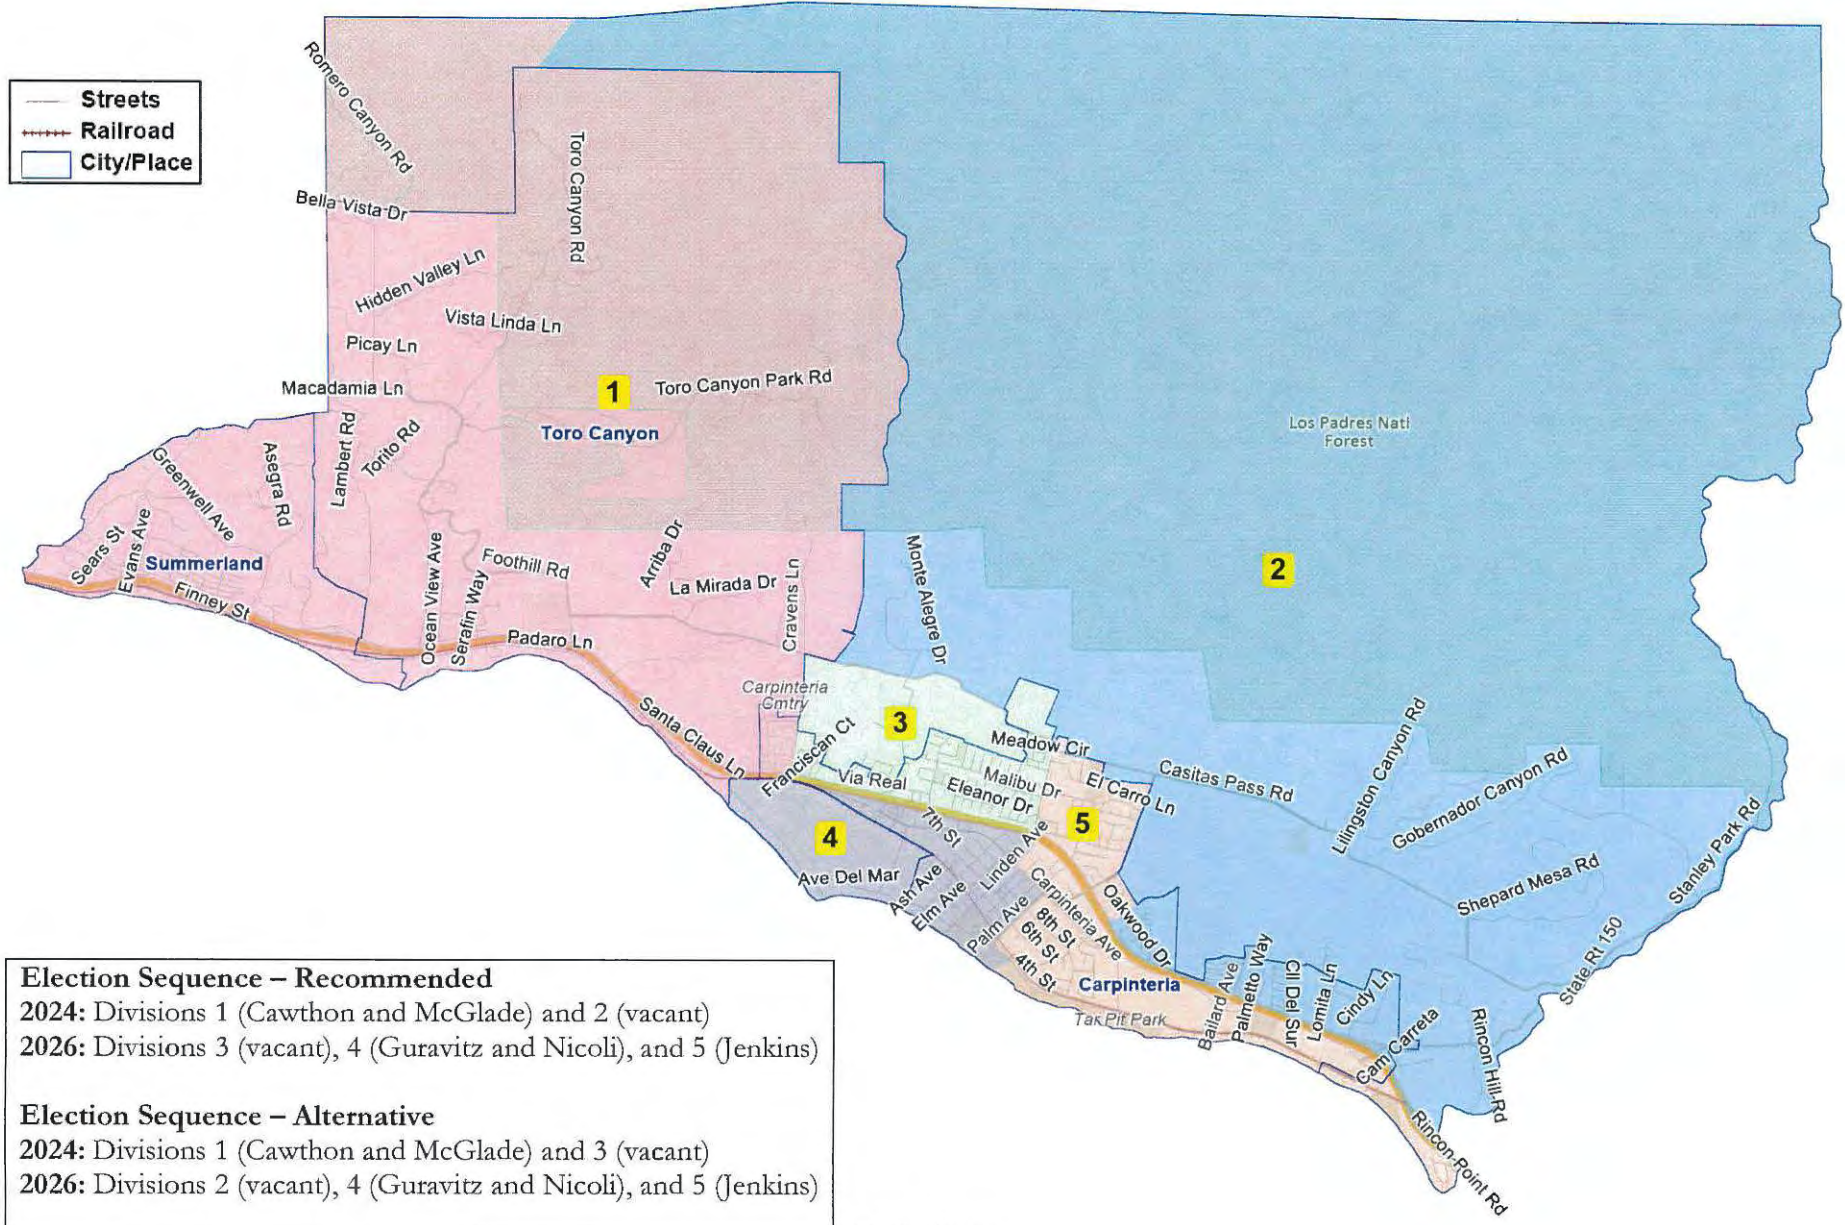 Streets
Railroad
City/Place
Romero Canyon Rd
Toro Canyon Rd
Bella Vista Dr
Hidden Valley Ln
Vista Linda Ln
Picay Ln
Macadamia Ln
1
Toro Canyon Park Rd
Toro Canyon
Los Padres Natl
Forest
Lambert Rd
Torito Rd
Asegra Rd
Greenwell Ave
Sears St
Evans Ave
Summerland
Finney St
Ocean View Ave
Serafin Way
Foothill Rd
Arriba Dr
La Mirada Dr
Cravens Ln
Monte Alegre Dr
2
Padaro Ln
Carpinteria
Cmtry
Santa Claus Ln
Franciscan Ct
3
Meadow Cir
Via Real
Malibu Dr
Eleanor Dr
El Carro Ln
Casitas Pass Rd
Lillingston Canyon Rd
Gobernador Canyon Rd
Stanley Park Rd
Shepard Mesa Rd
State Rt 150
4
7th St
Linden Ave
5
Ave Del Mar
Ash Ave
Elm Ave
Palm Ave
Carpinteria Ave
Oakwood Dr
8th St
6th St
4th St
Carpinteria
Tar Pit Park
Bailard Ave
Palmetto Way
Cll Del Sur
Lomita Ln
Cindy Ln
Cam Carreta
Rincon Hill Rd
Rincon Point Rd
Election Sequence – Recommended
2024: Divisions 1 (Cawthon and McGlade) and 2 (vacant)
2026: Divisions 3 (vacant), 4 (Guravitz and Nicoli), and 5 (Jenkins)
Election Sequence – Alternative
2024: Divisions 1 (Cawthon and McGlade) and 3 (vacant)
2026: Divisions 2 (vacant), 4 (Guravitz and Nicoli), and 5 (Jenkins)